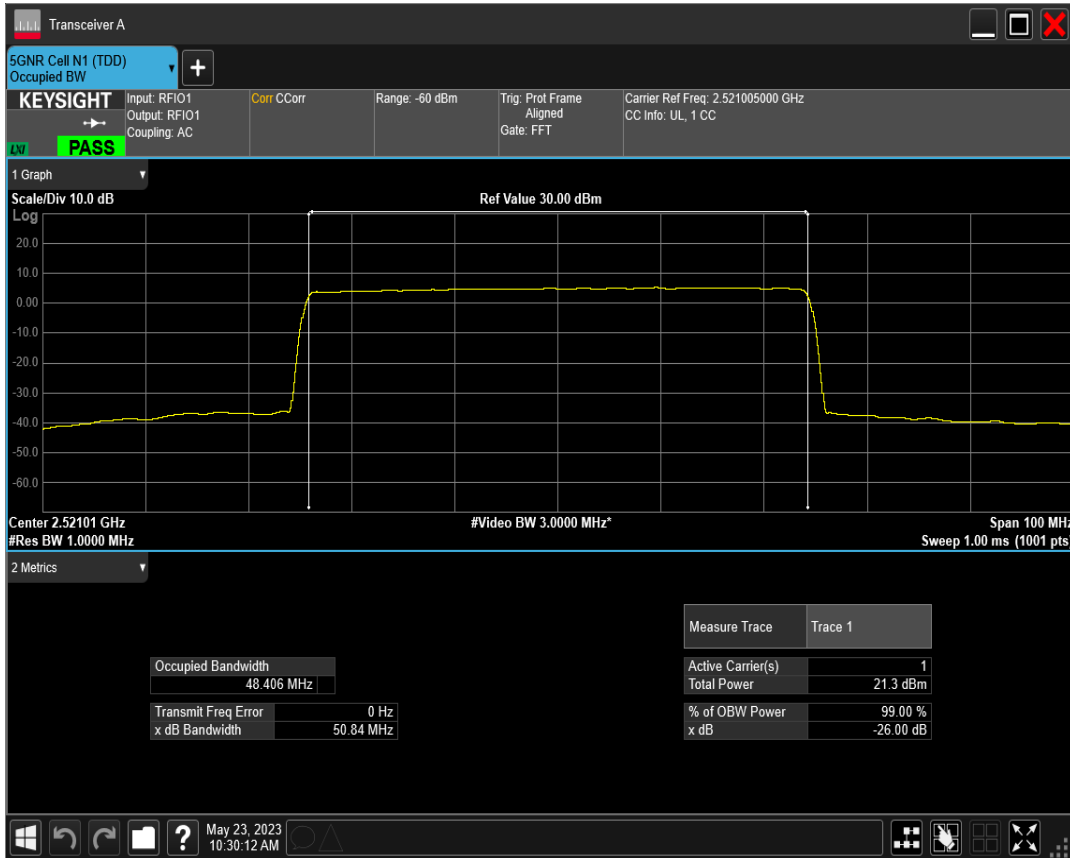 Transceiver A
5GNR Cell N1 (TDD)
Occupied BW
+
KEYSIGHT
LXI
PASS
Input: RFIO1
Output: RFIO1
Coupling: AC
Corr CCorr
Range: -60 dBm
Trig: Prot Frame
Aligned
Gate: FFT
Carrier Ref Freq: 2.521005000 GHz
CC Info: UL, 1 CC
1 Graph
Scale/Div 10.0 dB
Ref Value 30.00 dBm
Log
20.0
10.0
0.00
-10.0
-20.0
-30.0
-40.0
-50.0
-60.0
Center 2.52101 GHz
#Video BW 3.0000 MHz*
Span 100 MHz
#Res BW 1.0000 MHz
Sweep 1.00 ms (1001 pts)
2 Metrics
Measure Trace Trace 1
Occupied Bandwidth
48.406 MHz
Active Carrier(s) 1
Total Power 21.3 dBm
Transmit Freq Error 0 Hz
x dB Bandwidth 50.84 MHz
% of OBW Power 99.00 %
x dB -26.00 dB
?
May 23, 2023
10:30:12 AM